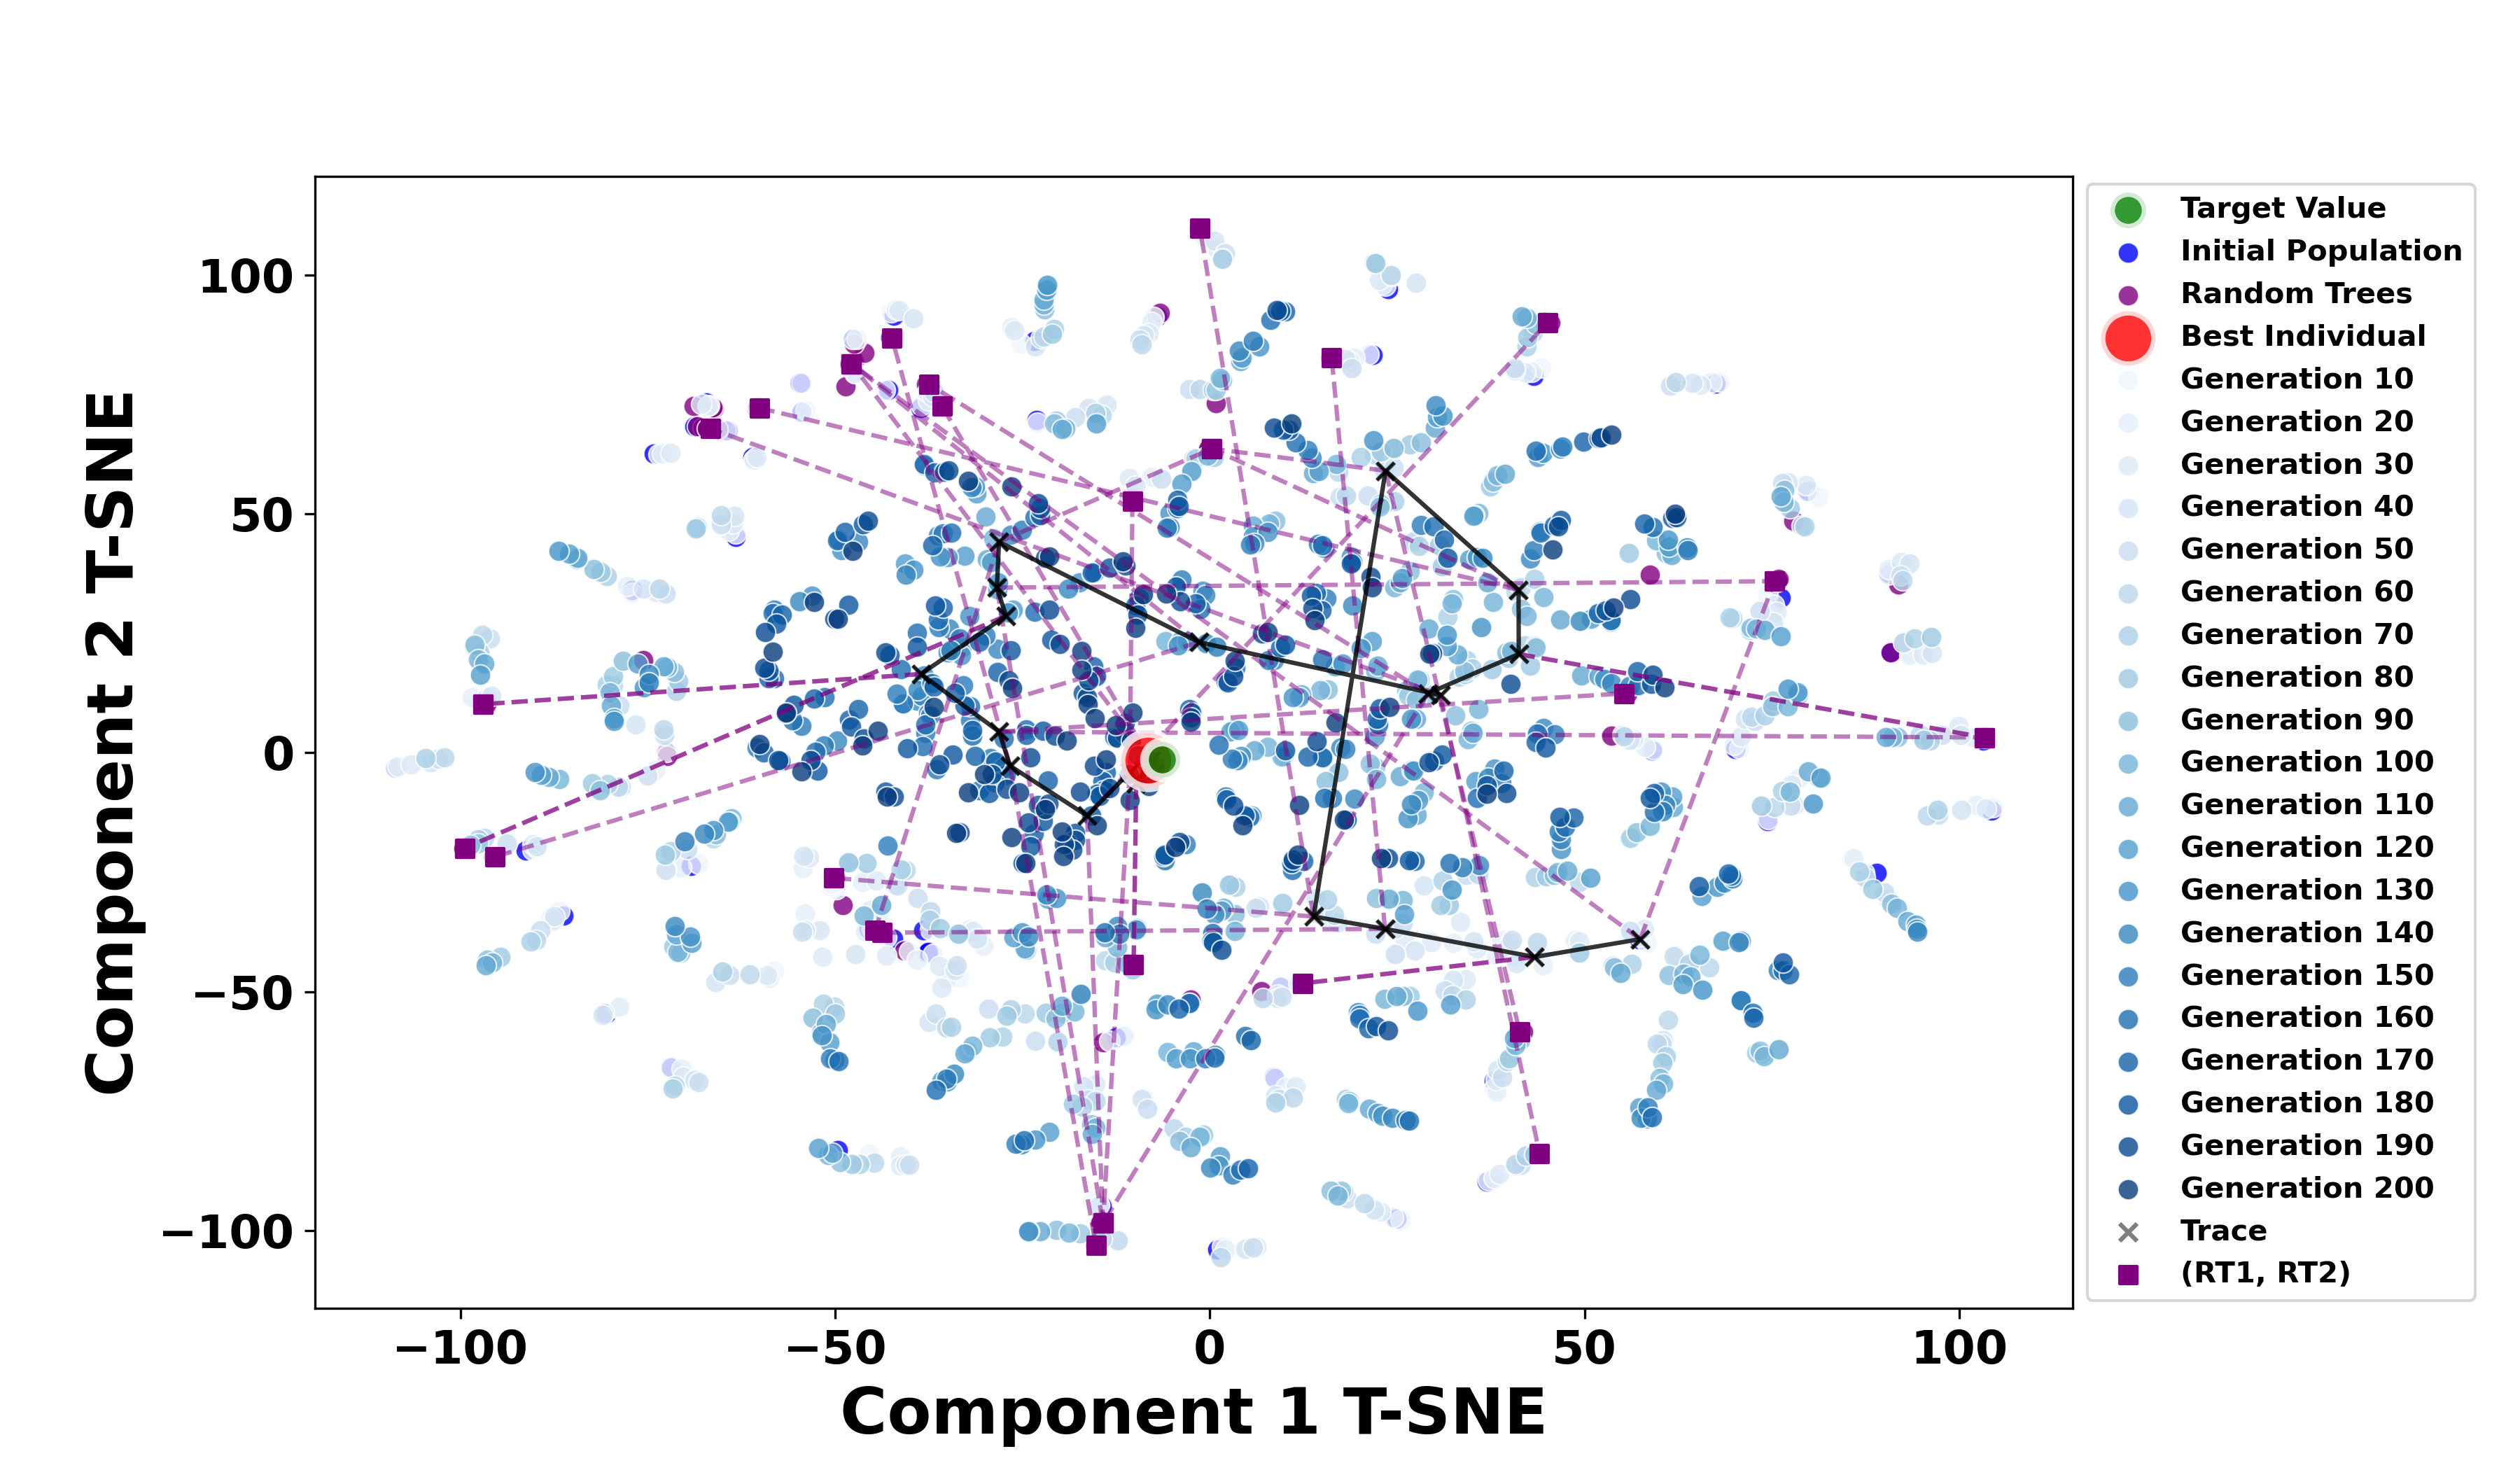 100
50
0
−50
−100
−100
−50
0
50
100
Component 1 T-SNE
Component 2 T-SNE
Target Value
Initial Population
Random Trees
Best Individual
Generation 10
Generation 20
Generation 30
Generation 40
Generation 50
Generation 60
Generation 70
Generation 80
Generation 90
Generation 100
Generation 110
Generation 120
Generation 130
Generation 140
Generation 150
Generation 160
Generation 170
Generation 180
Generation 190
Generation 200
Trace
(RT1, RT2)